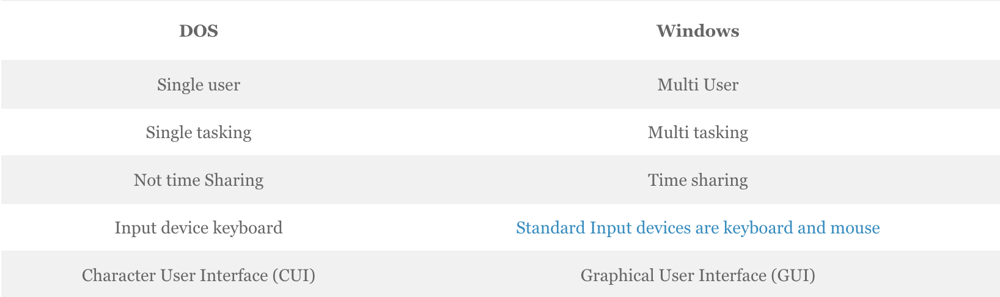 DOS Windows
Single user Multi User
Single tasking Multi tasking
Not time Sharing Time sharing
Input device keyboard Standard Input devices are keyboard and mouse
Character User Interface (CUI) Graphical User Interface (GUI)